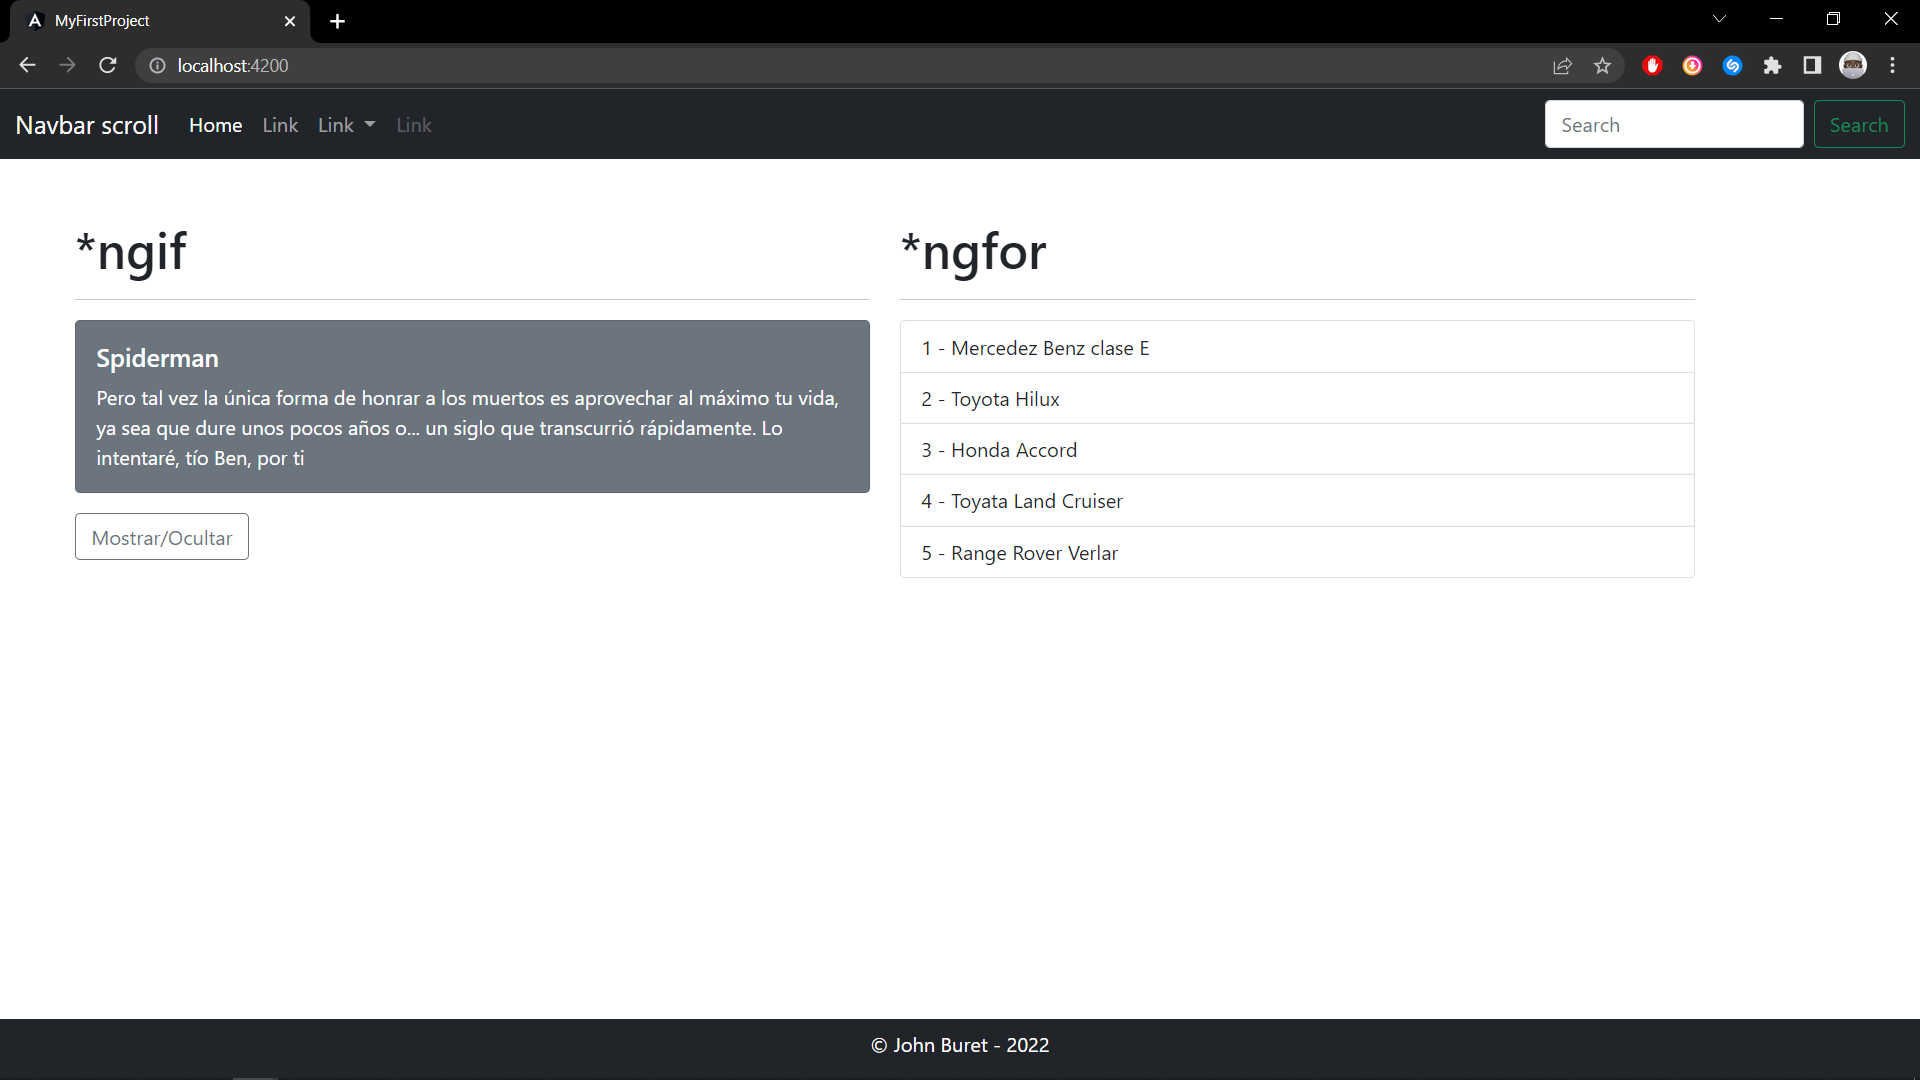 MyFirstProject
localhost:4200
Navbar scroll Home Link Link Link Search Search
*ngif
Spiderman
Pero tal vez la única forma de honrar a los muertos es aprovechar al máximo tu vida,
ya sea que dure unos pocos años o... un siglo que transcurrió rápidamente. Lo
intentaré, tío Ben, por ti
Mostrar/Ocultar
*ngfor
1 - Mercedez Benz clase E
2 - Toyota Hilux
3 - Honda Accord
4 - Toyata Land Cruiser
5 - Range Rover Verlar
© John Buret - 2022